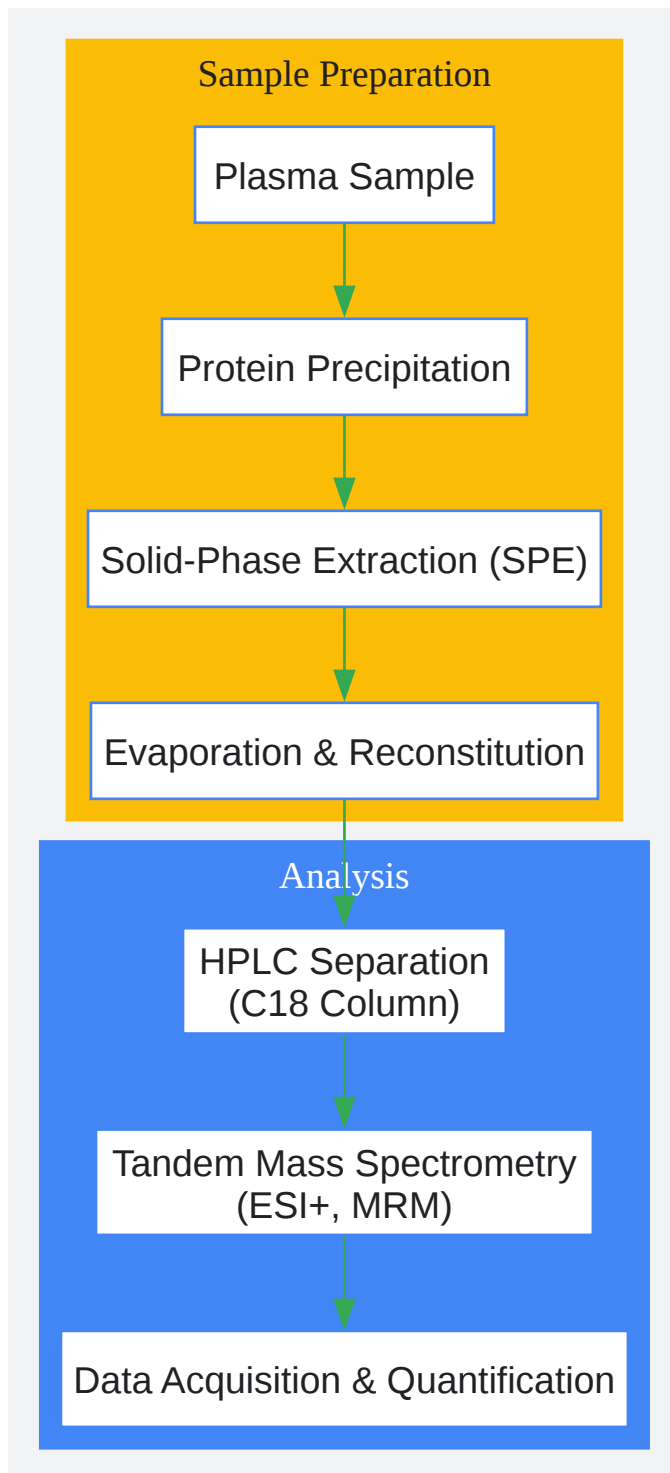 Sample Preparation
Plasma Sample
Protein Precipitation
Solid-Phase Extraction (SPE)
Evaporation & Reconstitution
Analysis
HPLC Separation
(C18 Column)
Tandem Mass Spectrometry
(ESI+, MRM)
Data Acquisition & Quantification